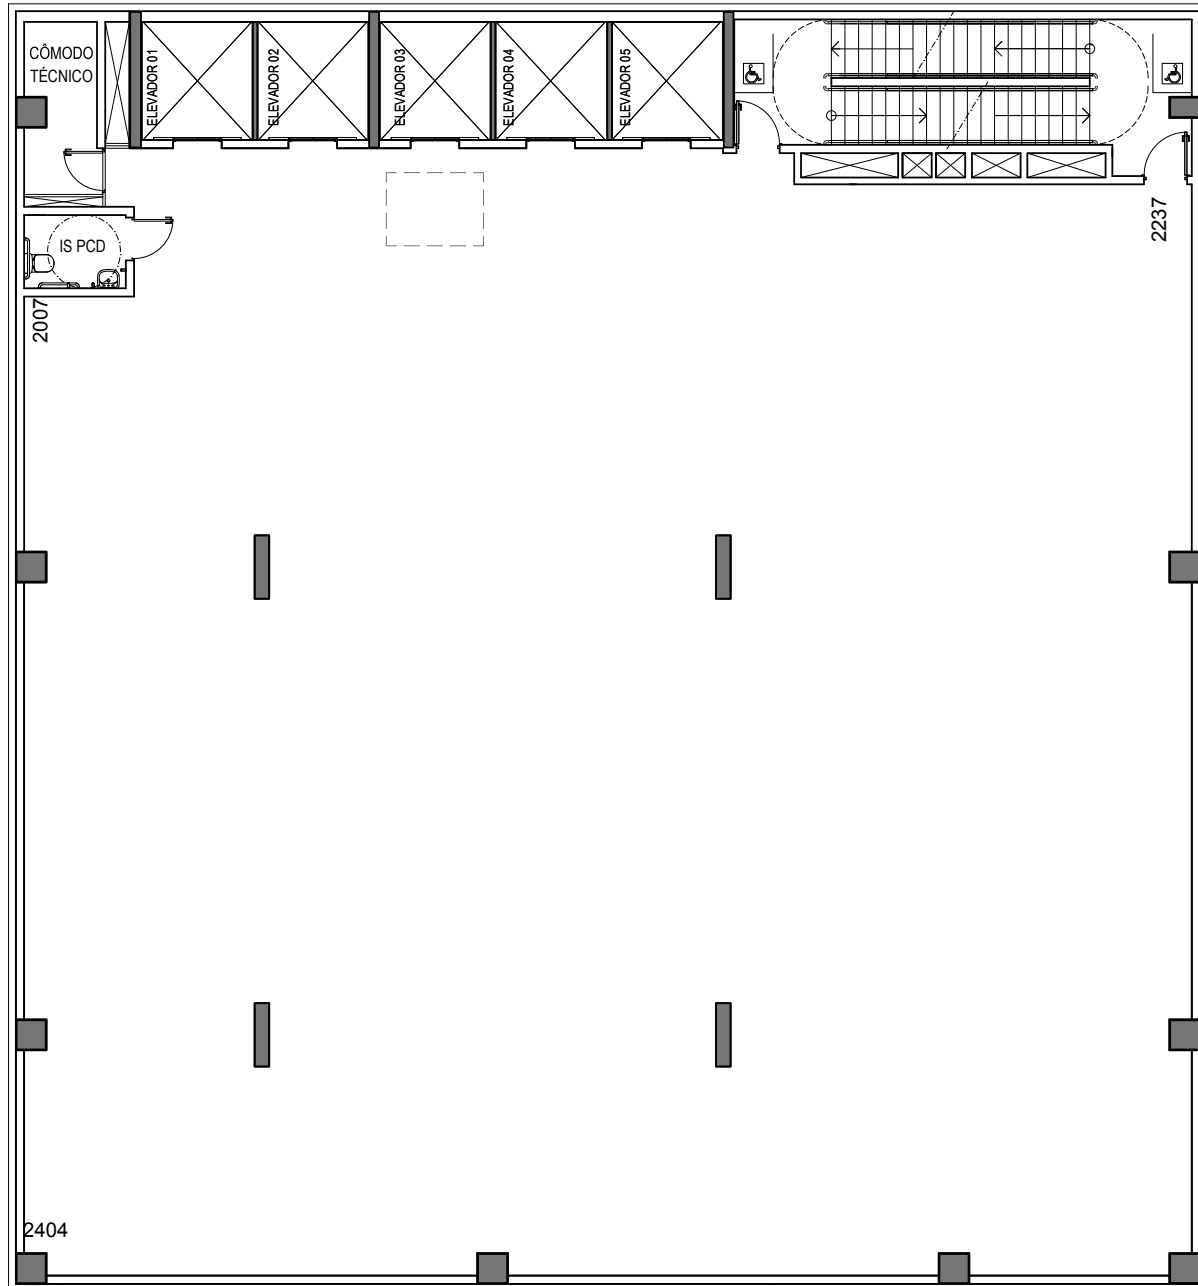 CÔMODO
TÉCNICO
ELEVADOR 01
ELEVADOR 02
ELEVADOR 03
ELEVADOR 04
ELEVADOR 05
IS PCD
2237
2007
2404